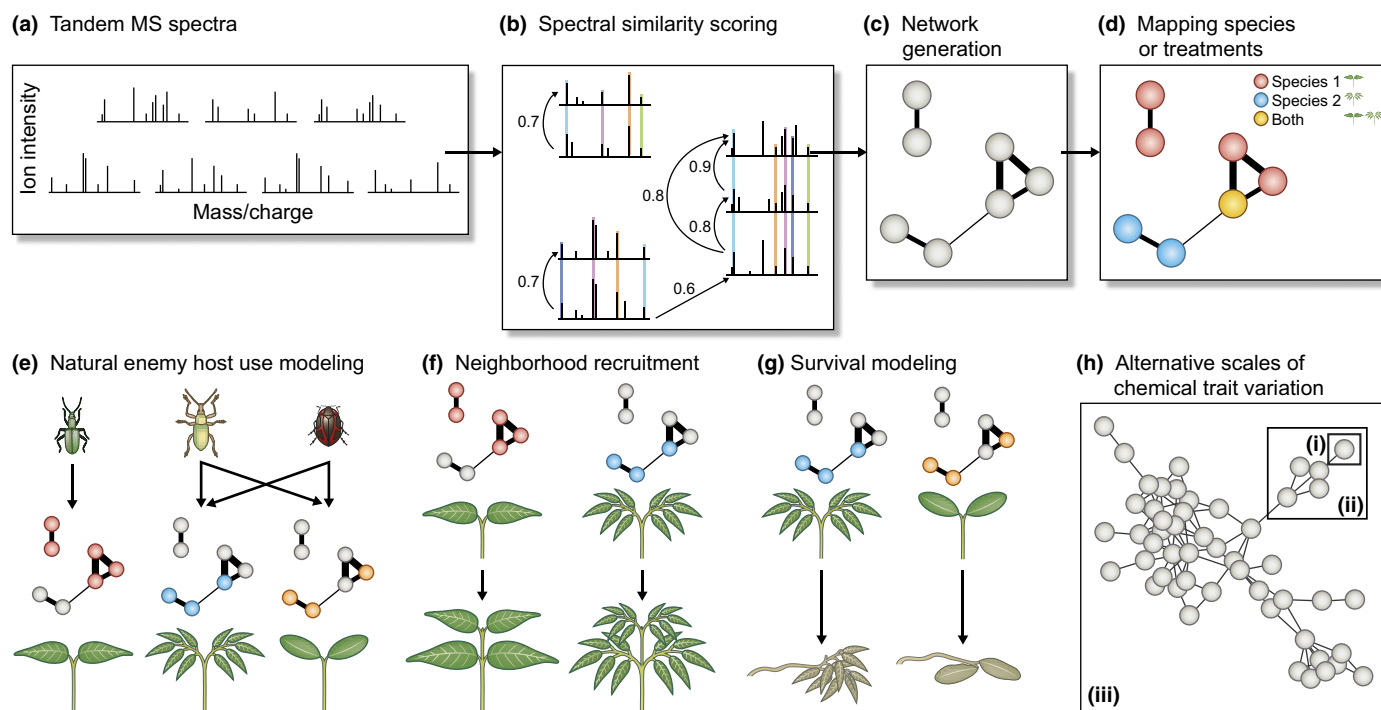 (a) Tandem MS spectra
Ion intensity
Mass/charge
(b) Spectral similarity scoring
0.7
0.7
0.8
0.9
0.8
0.6
(c) Network
generation
(d) Mapping species
or treatments
Species 1
Species 2
Both
(e) Natural enemy host use modeling
(f) Neighborhood recruitment
(g) Survival modeling
(h) Alternative scales of
chemical trait variation
(i)
(ii)
(iii)